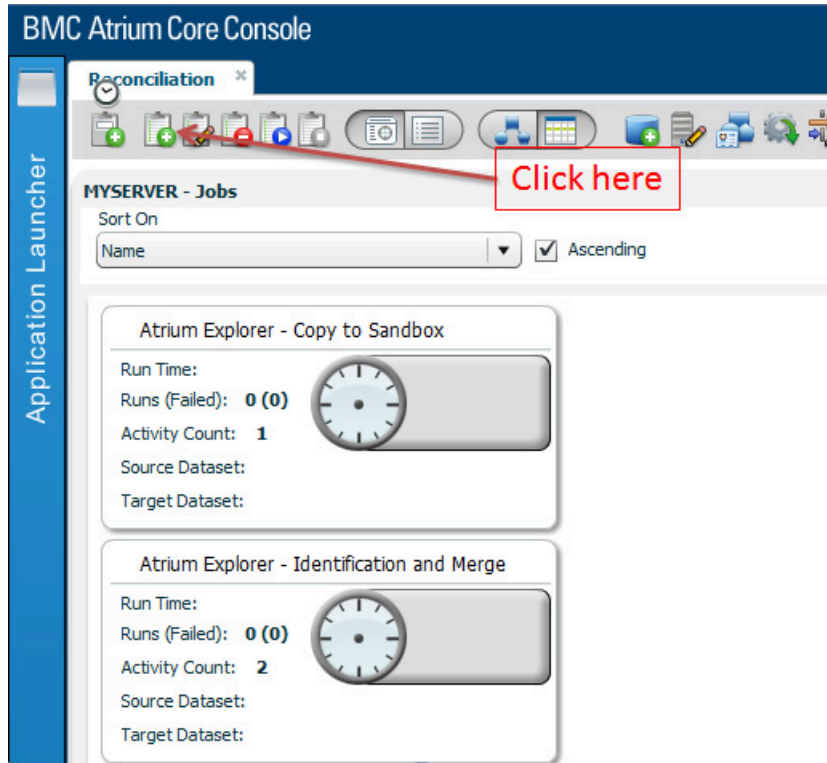 BMC Atrium Core Console
Reconciliation
Application Launcher
Click here
MYSERVER - Jobs
Sort On
Name
Ascending
Atrium Explorer - Copy to Sandbox
Run Time:
Runs (Failed): 0 (0)
Activity Count: 1
Source Dataset:
Target Dataset:
Atrium Explorer - Identification and Merge
Run Time:
Runs (Failed): 0 (0)
Activity Count: 2
Source Dataset:
Target Dataset: